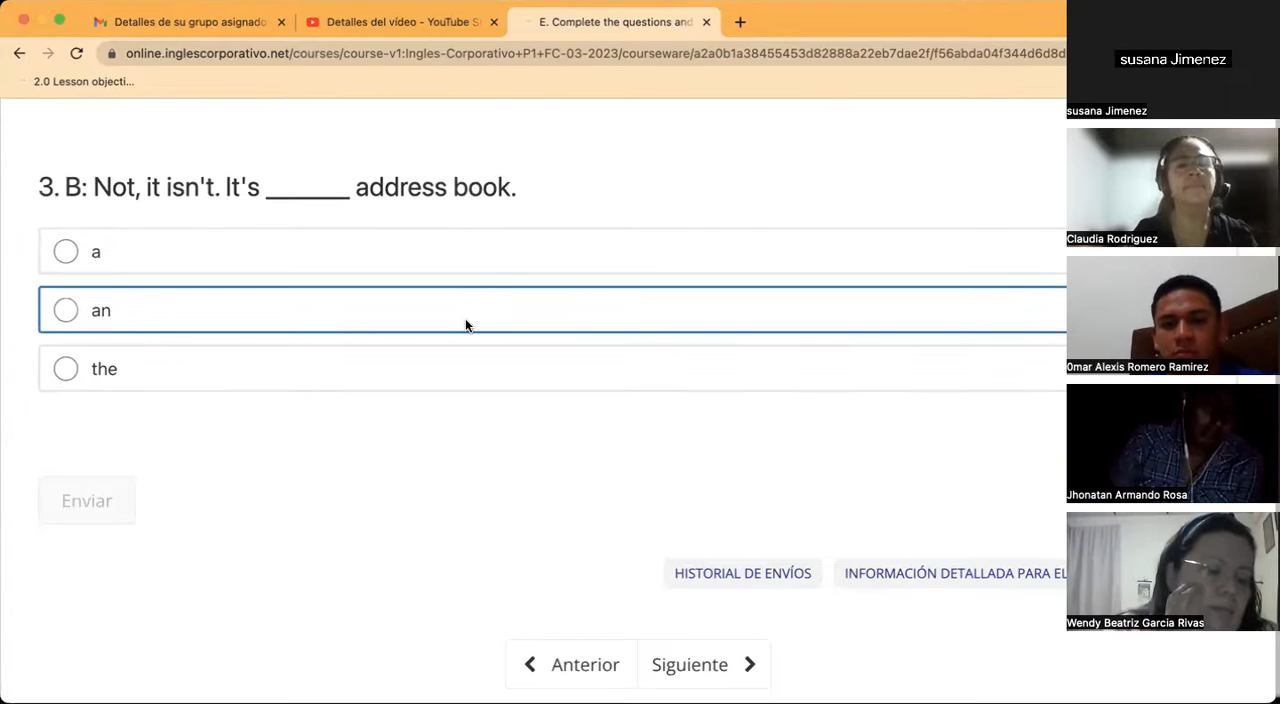 Detalles de su grupo asignado
Detalles del vídeo - YouTube S
E. Complete the questions and
online.inglescorporativo.net/courses/course-v1:Ingles-Corporativo+P1+FC-03-2023/courseware/a2a0b1a38455453d82888a22eb7dae2f/f56abda04f344d6d8d
2.0 Lesson objecti...
3. B: Not, it isn't. It's _______ address book.
a
an
the
Enviar
HISTORIAL DE ENVÍOS
INFORMACIÓN DETALLADA PARA EL
Anterior
Siguiente
susana Jimenez
susana Jimenez
Claudia Rodriguez
Omar Alexis Romero Ramirez
Jhonatan Armando Rosa
Wendy Beatriz Garcia Rivas